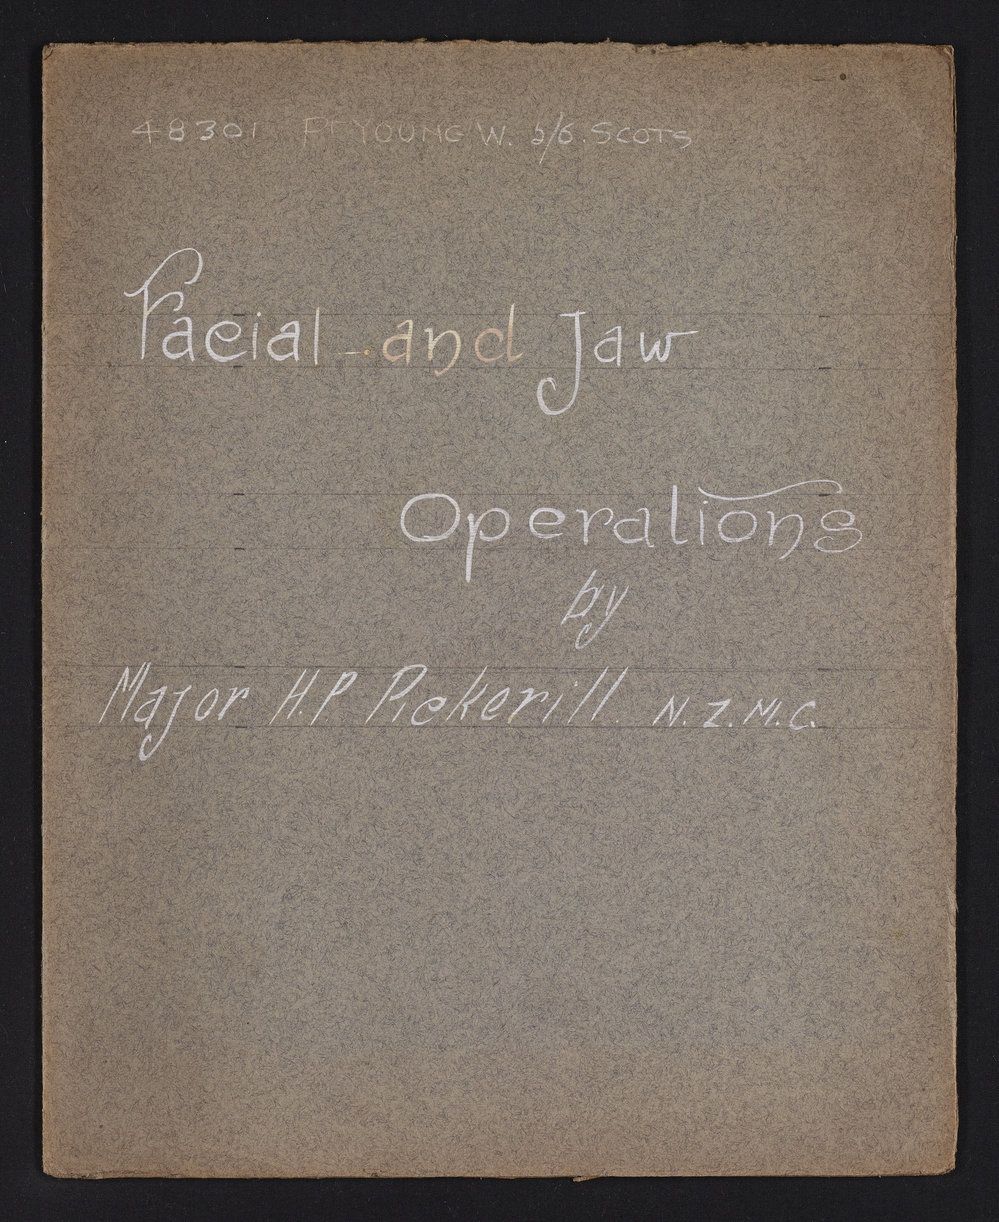 48301 Pt YOUNG W. 2/6. SCOTS
Facial and Jaw
Operations
by
Major H.P. Pickerill. N.Z.M.C.